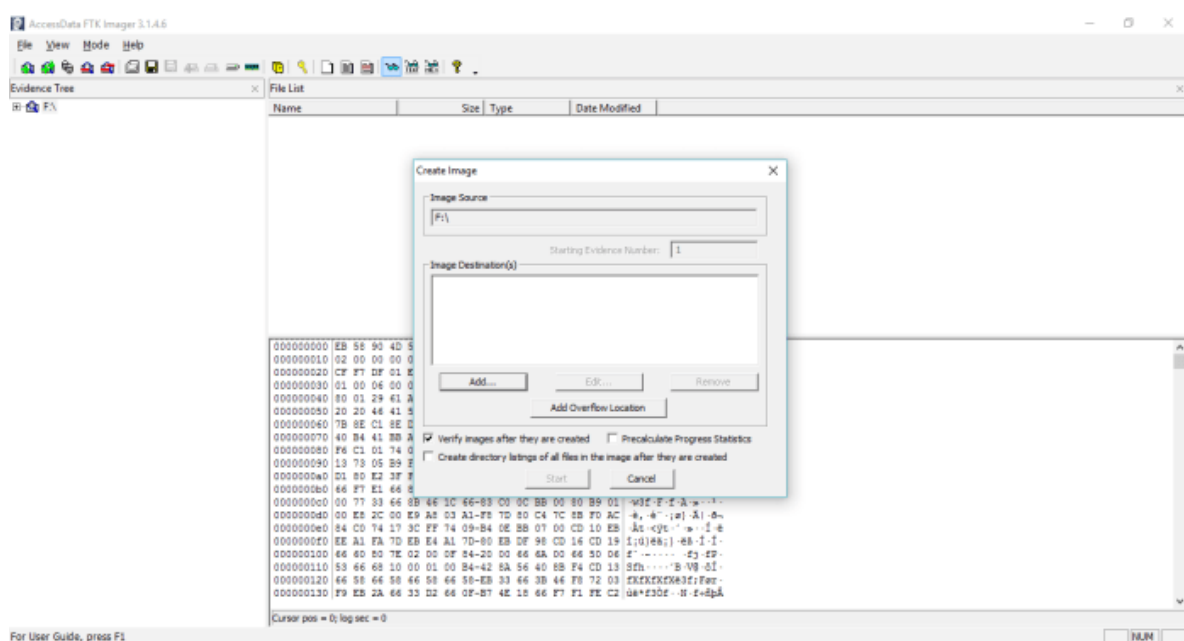 AccessData FTK Imager 3.1.4.6
File View Mode Help
Evidence Tree
File List
F:\
Name Size Type Date Modified
Create Image
Image Source
F:\
Starting Evidence Number: 1
Image Destination(s)
Add... Edit... Remove
Add Overflow Location
Verify images after they are created Precalculate Progress Statistics
Create directory listings of all files in the image after they are created
Start Cancel
000000000 EB 58 90 4D
000000010 02 00 00 00
000000020 CF F7 DF 01
000000030 01 00 06 00
000000040 80 01 29 61
000000050 20 20 46 41
000000060 7B 8E C1 8E
000000070 40 B4 41 BB
000000080 F6 C1 01 74
000000090 13 73 05 B9
0000000a0 D1 80 E2 3F
0000000b0 66 F7 E1 66
0000000c0 00 77 33 66 8B 46 1C 66-83 C0 0C BB 00 80 B9 01
0000000d0 00 E8 2C 00 E9 A8 03 A1-F8 7D 80 C4 7C 8B F0 AC
0000000e0 84 C0 74 17 3C FF 74 09-B4 0E BB 07 00 CD 10 EB
0000000f0 EE A1 FA 7D EB E4 A1 7D-80 EB DF 98 CD 16 CD 19
000000100 66 60 80 7E 02 00 0F 84-20 00 66 6A 00 66 50 06
000000110 53 66 68 10 00 01 00 B4-42 8A 56 40 8B F4 CD 13
000000120 66 58 66 58 66 58 66 58-EB 33 66 3B 46 F8 72 03
000000130 F9 EB 2A 66 33 D2 66 0F-B7 4E 18 66 F7 F1 FE C2
Cursor pos = 0; log sec = 0
For User Guide, press F1
NUM